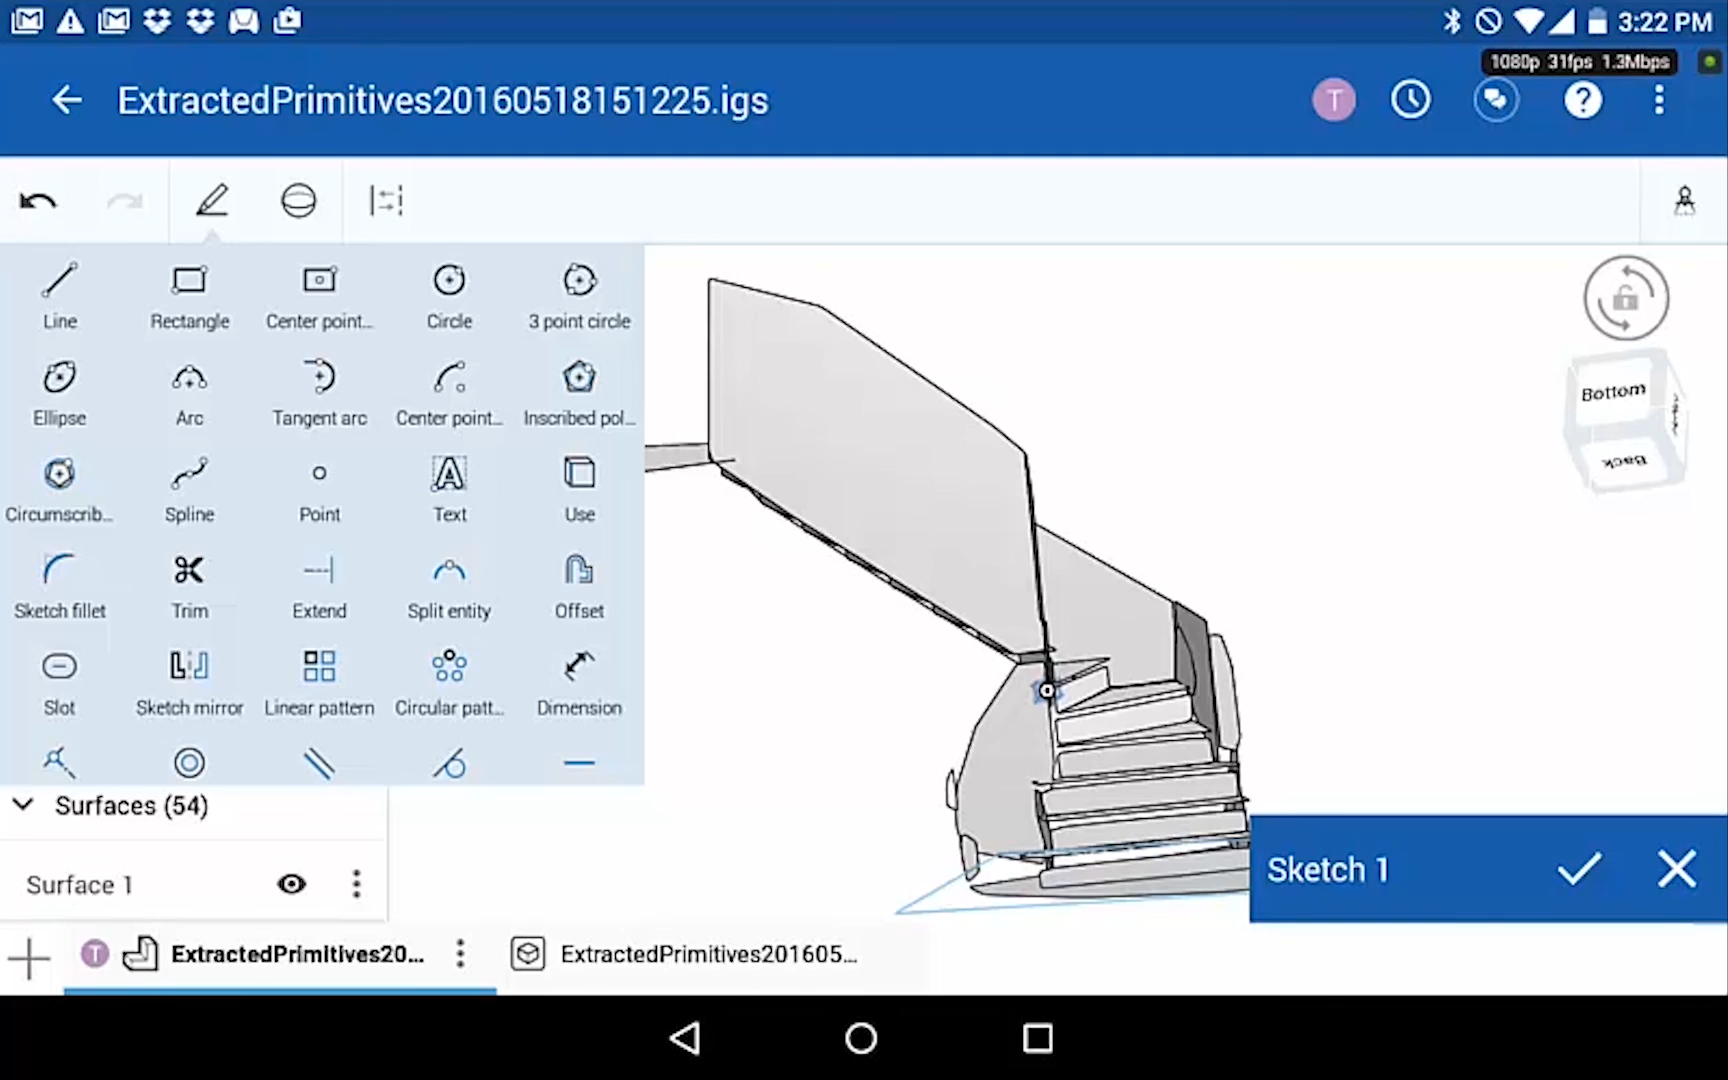 3:22 PM
1080p 31fps 1.3Mbps
ExtractedPrimitives20160518151225.igs
T
?
Line Rectangle Center point... Circle 3 point circle
Ellipse Arc Tangent arc Center point... Inscribed pol...
Circumscrib... Spline Point Text Use
Sketch fillet Trim Extend Split entity Offset
Slot Sketch mirror Linear pattern Circular patt... Dimension
Bottom
Back
Surfaces (54)
Surface 1
Sketch 1
T ExtractedPrimitives20... ExtractedPrimitives201605...